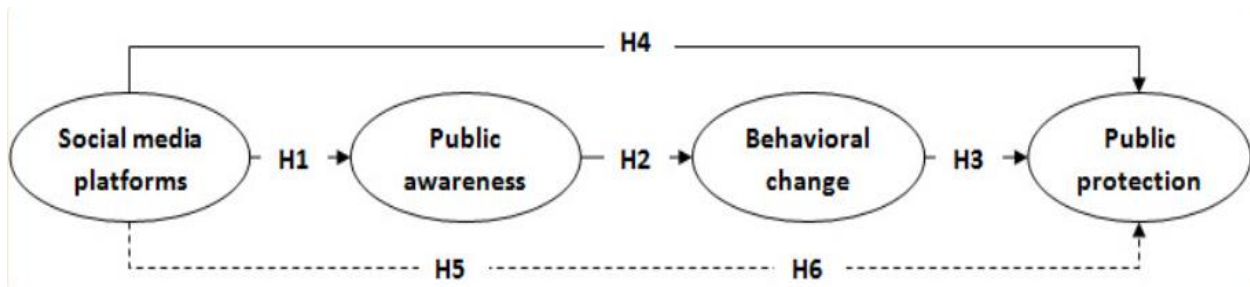 H4
Social media
platforms
H1
Public
awareness
H2
Behavioral
change
H3
Public
protection
H5
H6